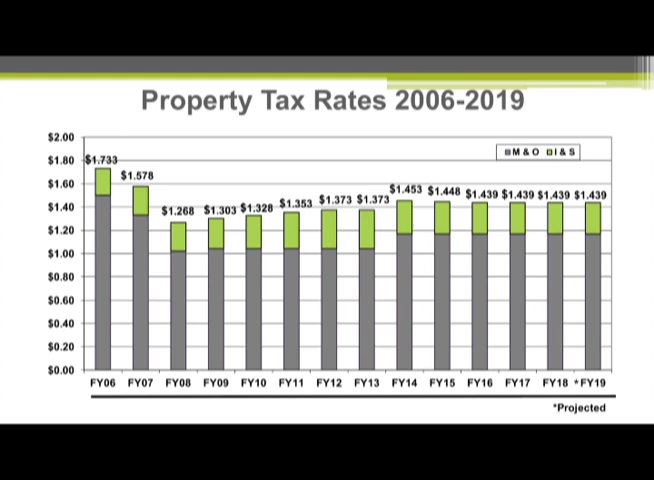 Property Tax Rates 2006-2019
M & O I & S
$2.00
$1.80
$1.60
$1.40
$1.20
$1.00
$0.80
$0.60
$0.40
$0.20
$0.00
$1.733 $1.578 $1.268 $1.303 $1.328 $1.353 $1.373 $1.373 $1.453 $1.448 $1.439 $1.439 $1.439 $1.439
FY06 FY07 FY08 FY09 FY10 FY11 FY12 FY13 FY14 FY15 FY16 FY17 FY18 *FY19
*Projected